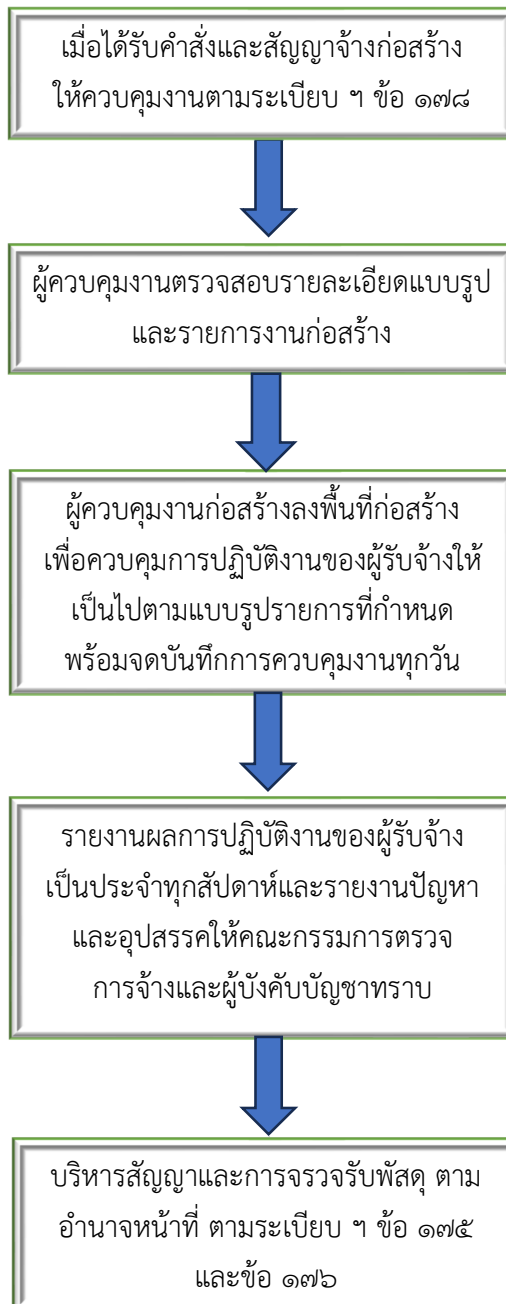 เมื่อได้รับคำสั่งและสัญญาจ้างก่อสร้าง
ให้ควบคุมงานตามระเบียบ ฯ ข้อ ๑๗๘
ผู้ควบคุมงานตรวจสอบรายละเอียดแบบรูป
และรายการงานก่อสร้าง
ผู้ควบคุมงานก่อสร้างลงพื้นที่ก่อสร้าง
เพื่อควบคุมการปฏิบัติงานของผู้รับจ้างให้
เป็นไปตามแบบรูปรายการที่กำหนด
พร้อมจดบันทึกการควบคุมงานทุกวัน
รายงานผลการปฏิบัติงานของผู้รับจ้าง
เป็นประจำทุกสัปดาห์และรายงานปัญหา
และอุปสรรคให้คณะกรรมการตรวจ
การจ้างและผู้บังคับบัญชาทราบ
บริหารสัญญาและการจรวจรับพัสดุ ตาม
อำนาจหน้าที่ ตามระเบียบ ฯ ข้อ ๑๗๕
และข้อ ๑๗๖